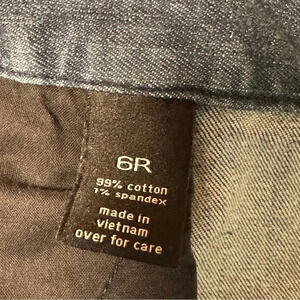 6R
99% cotton
1% spandex
made in
vietnam
over for care